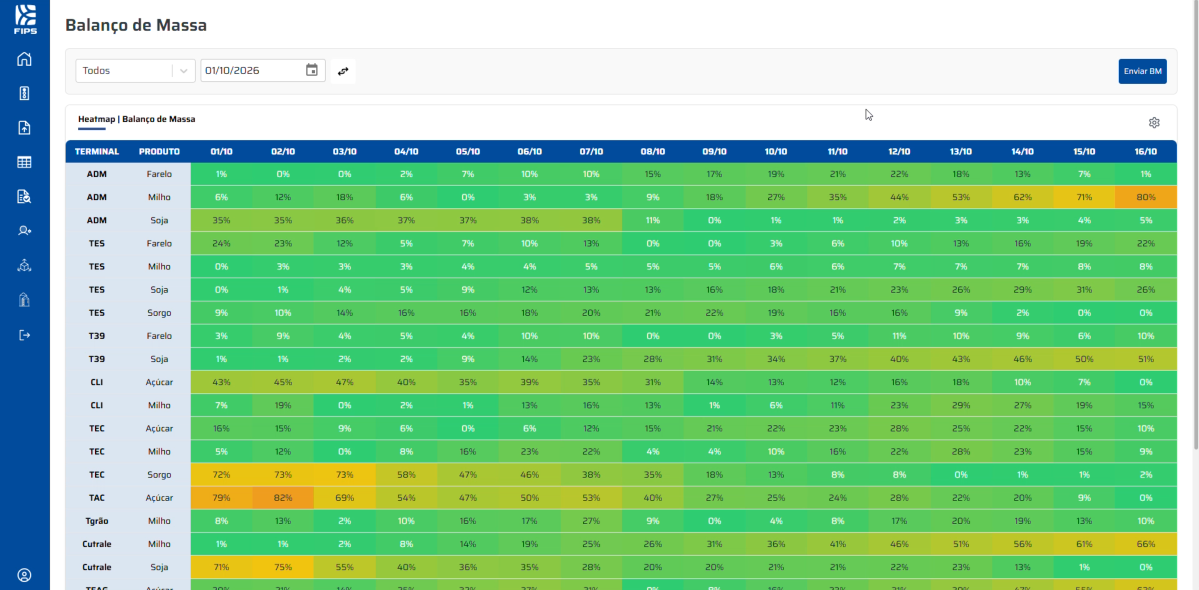 FIPS
Balanço de Massa
Todos 01/10/2026 Enviar BM
Heatmap | Balanço de Massa
TERMINAL PRODUTO 01/10 02/10 03/10 04/10 05/10 06/10 07/10 08/10 09/10 10/10 11/10 12/10 13/10 14/10 15/10 16/10
ADM Farelo 1% 0% 0% 2% 7% 10% 10% 15% 17% 19% 21% 22% 18% 13% 7% 1%
ADM Milho 6% 12% 18% 6% 0% 3% 3% 9% 18% 27% 35% 44% 53% 62% 71% 80%
ADM Soja 35% 35% 36% 37% 37% 38% 38% 11% 0% 1% 1% 2% 3% 3% 4% 5%
TES Farelo 24% 23% 12% 5% 7% 10% 13% 0% 0% 3% 6% 10% 13% 16% 19% 22%
TES Milho 0% 3% 3% 3% 4% 4% 5% 5% 5% 6% 6% 7% 7% 7% 8% 8%
TES Soja 0% 1% 4% 5% 9% 12% 13% 13% 16% 18% 21% 23% 26% 29% 31% 26%
TES Sorgo 9% 10% 14% 16% 16% 18% 20% 21% 22% 19% 16% 16% 9% 2% 0% 0%
T39 Farelo 3% 9% 4% 5% 4% 10% 10% 0% 0% 3% 5% 11% 10% 9% 6% 10%
T39 Soja 1% 1% 2% 2% 9% 14% 23% 28% 31% 34% 37% 40% 43% 46% 50% 51%
CLI Açúcar 43% 45% 47% 40% 35% 39% 35% 31% 14% 13% 12% 16% 18% 10% 7% 0%
CLI Milho 7% 19% 0% 2% 1% 13% 16% 13% 1% 6% 11% 23% 29% 27% 19% 15%
TEC Açúcar 16% 15% 9% 6% 0% 6% 12% 15% 21% 22% 23% 28% 25% 22% 15% 10%
TEC Milho 5% 12% 0% 8% 16% 23% 22% 4% 4% 10% 16% 22% 28% 23% 15% 9%
TEC Sorgo 72% 73% 73% 58% 47% 46% 38% 35% 18% 13% 8% 8% 0% 1% 1% 2%
TAC Açúcar 79% 82% 69% 54% 47% 50% 53% 40% 27% 25% 24% 28% 22% 20% 9% 0%
Tgrão Milho 8% 13% 2% 10% 16% 17% 27% 9% 0% 4% 8% 17% 20% 19% 13% 10%
Cutrale Milho 1% 1% 2% 8% 14% 19% 25% 26% 31% 36% 41% 46% 51% 56% 61% 66%
Cutrale Soja 71% 75% 55% 40% 36% 35% 28% 20% 20% 21% 21% 22% 23% 13% 1% 0%